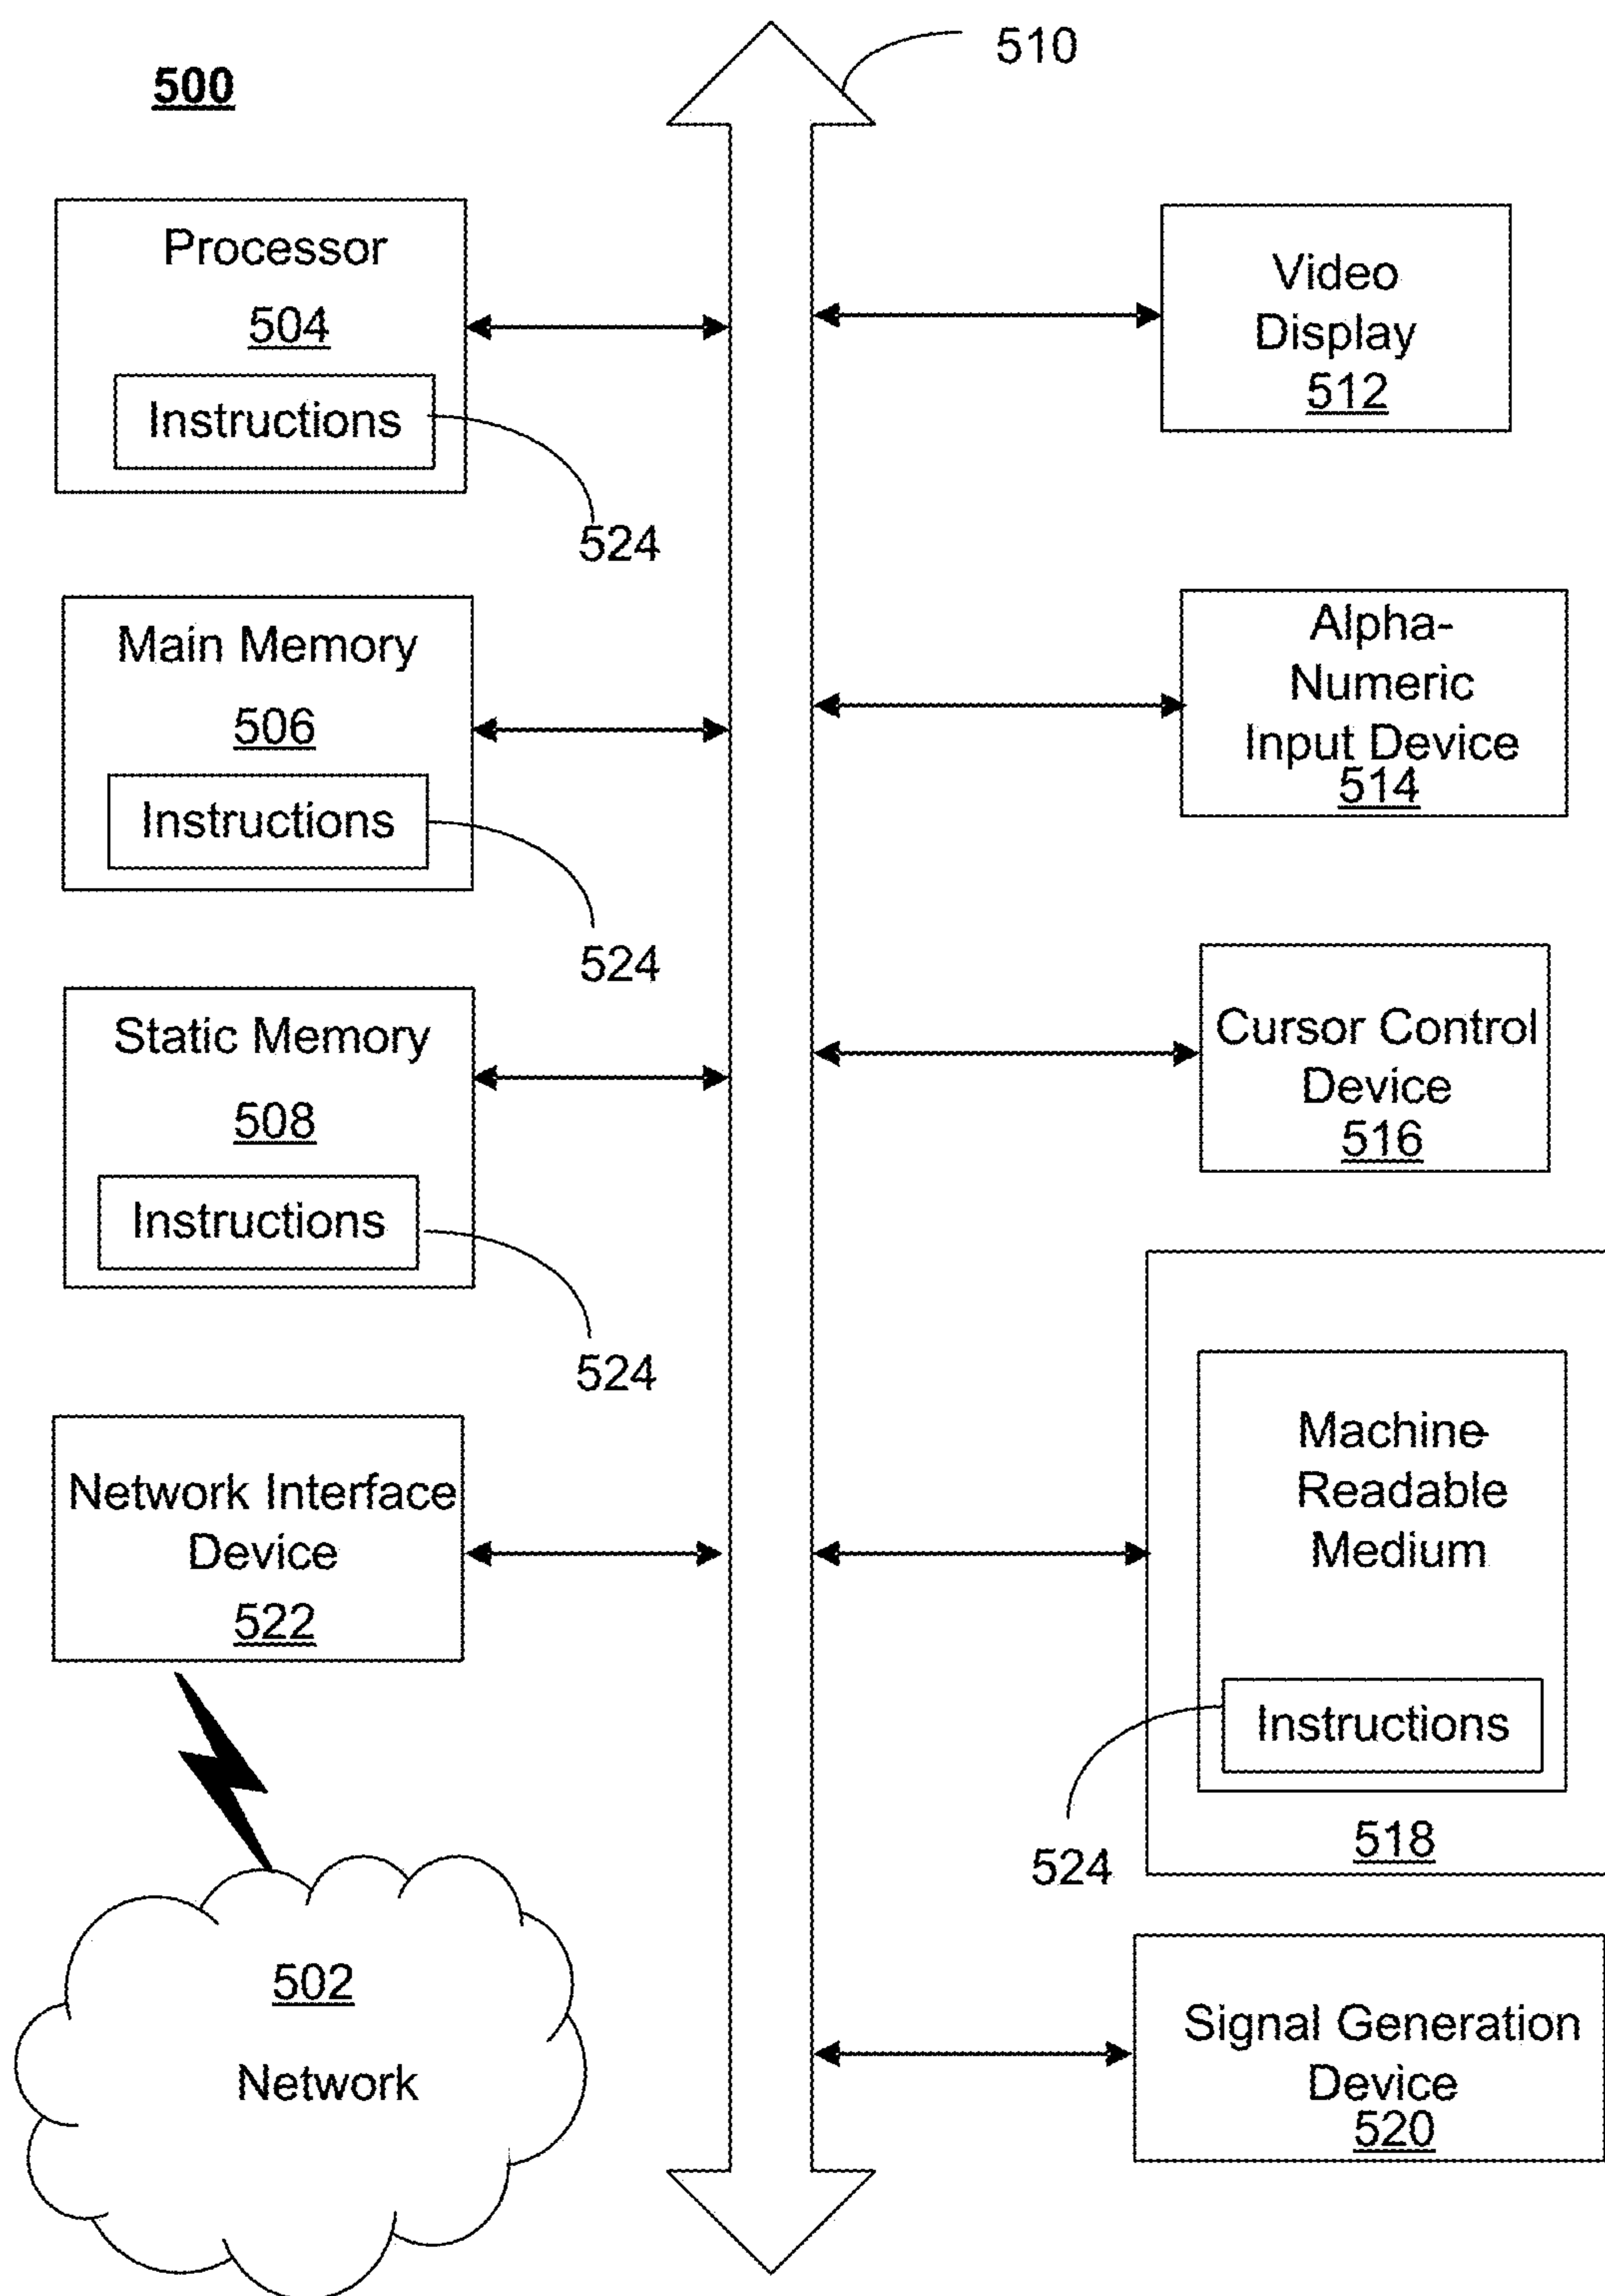 500
510
Processor
504
Instructions
524
Main Memory
506
Instructions
524
Static Memory
508
Instructions
524
Network Interface
Device
522
502
Network
Video
Display
512
Alpha-
Numeric
Input Device
514
Cursor Control
Device
516
Machine-
Readable
Medium
Instructions
524
518
Signal Generation
Device
520